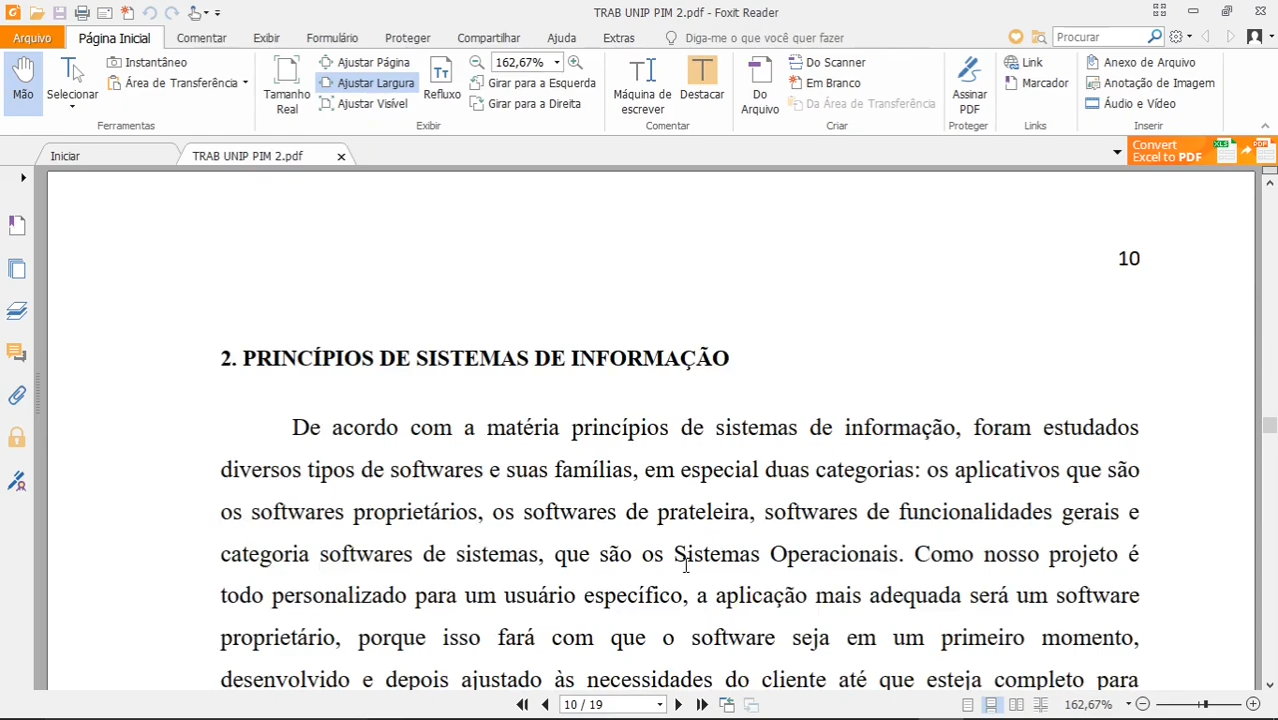 TRAB UNIP PIM 2.pdf - Foxit Reader
Arquivo Página Inicial Comentar Exibir Formulário Proteger Compartilhar Ajuda Extras Diga-me o que você quer fazer Procurar
Mão
Selecionar
Instantâneo
Área de Transferência
Ferramentas
Tamanho Real
Ajustar Página
Ajustar Largura
Ajustar Visível
Refluxo
162,67%
Girar para a Esquerda
Girar para a Direita
Exibir
Máquina de escrever
Destacar
Comentar
Do Arquivo
Do Scanner
Em Branco
Da Área de Transferência
Criar
Assinar PDF
Proteger
Link
Marcador
Links
Anexo de Arquivo
Anotação de Imagem
Áudio e Vídeo
Inserir
Iniciar TRAB UNIP PIM 2.pdf
Convert
Excel to PDF
XLS PDF
10
2. PRINCÍPIOS DE SISTEMAS DE INFORMAÇÃO
De acordo com a matéria princípios de sistemas de informação, foram estudados
diversos tipos de softwares e suas famílias, em especial duas categorias: os aplicativos que são
os softwares proprietários, os softwares de prateleira, softwares de funcionalidades gerais e
categoria softwares de sistemas, que são os Sistemas Operacionais. Como nosso projeto é
todo personalizado para um usuário específico, a aplicação mais adequada será um software
proprietário, porque isso fará com que o software seja em um primeiro momento,
desenvolvido e depois ajustado às necessidades do cliente até que esteja completo para
10 / 19 162,67%